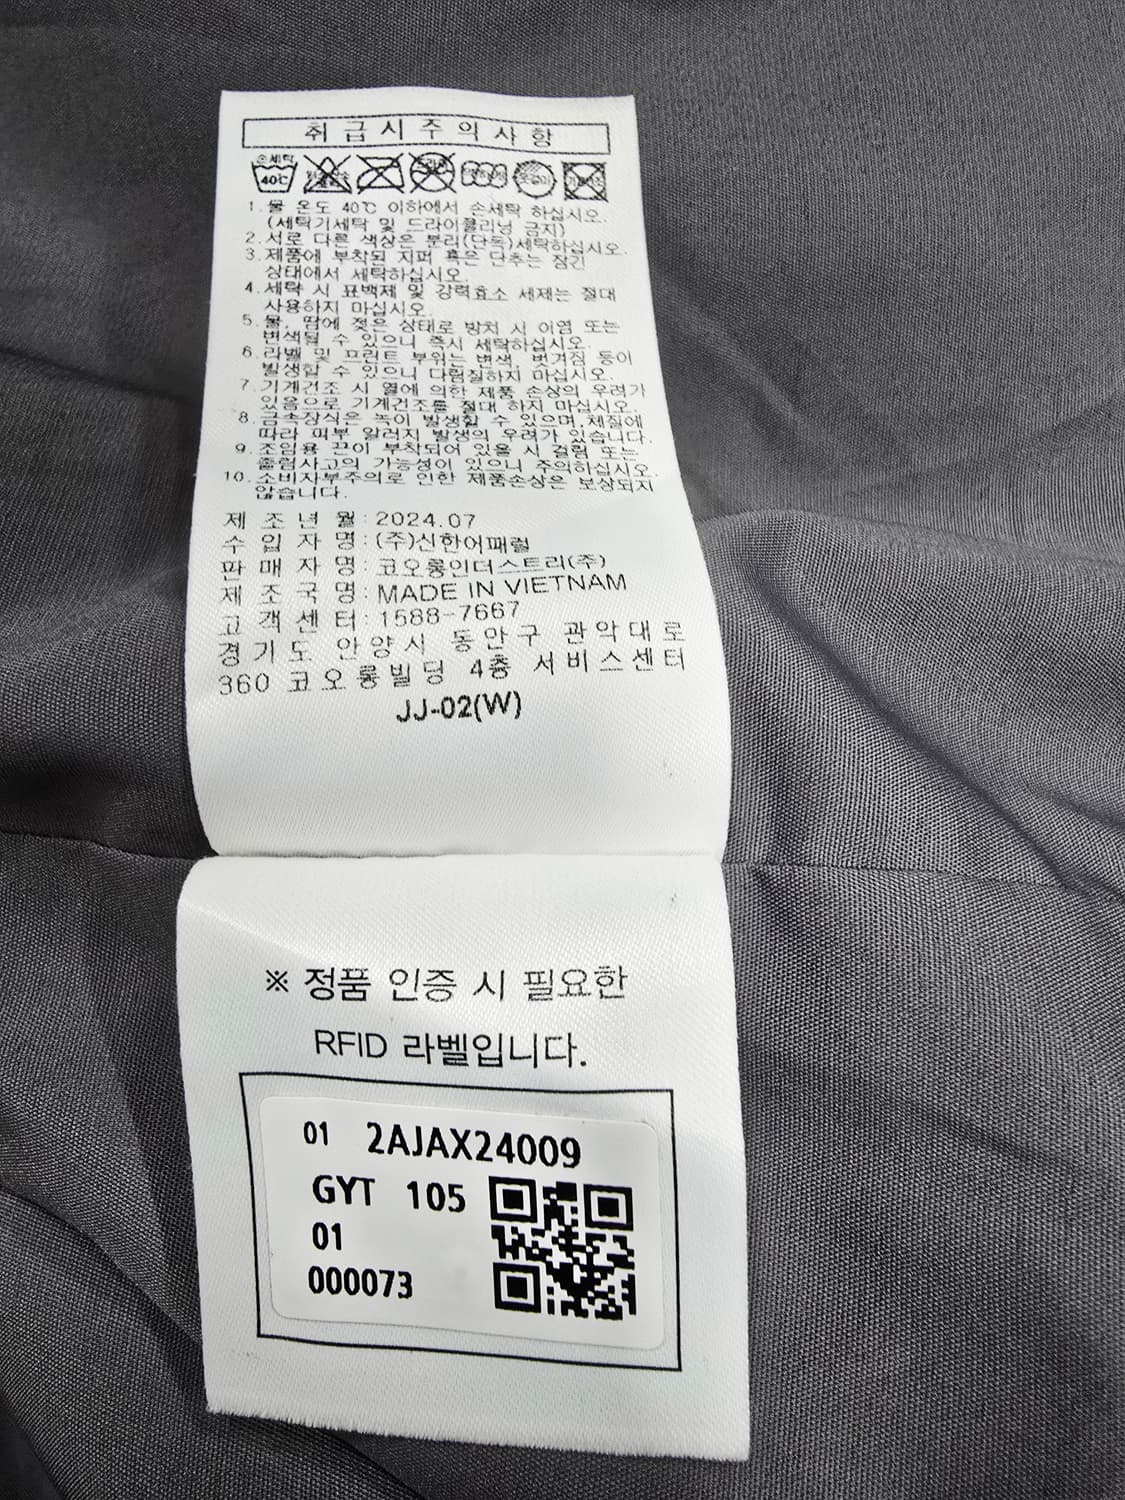 취급시주의사항
손세탁
40℃
1. 물 온도 40℃ 이하에서 손세탁 하십시오.
(세탁기세탁 및 드라이클리닝 금지)
2. 서로 다른 색상은 분리(단독)세탁하십시오.
3. 제품에 부착된 지퍼 혹은 단추는 잠긴
상태에서 세탁하십시오.
4. 세탁 시 표백제 및 강력효소 세제는 절대
사용하지 마십시오.
5. 물, 땀에 젖은 상태로 방치 시 이염 또는
변색될 수 있으니 즉시 세탁하십시오.
6. 라벨 및 프린트 부위는 변색, 벗겨짐 등이
발생할 수 있으니 다림질하지 마십시오.
7. 기계건조 시 열에 의한 제품 손상의 우려가
있음으로 기계건조를 절대 하지 마십시오.
8. 금속장식은 녹이 발생할 수 있으며,체질에
따라 피부 알러지 발생의 우려가 있습니다.
9. 조임용 끈이 부착되어 있을 시 걸림 또는
졸림사고의 가능성이 있으니 주의하십시오.
10. 소비자부주의로 인한 제품손상은 보상되지
않습니다.
제 조 년 월 : 2024.07
수 입 자 명 : (주)신한어패럴
판 매 자 명 : 코오롱인더스트리(주)
제 조 국 명 : MADE IN VIETNAM
고 객 센 터 : 1588-7667
경기도 안양시 동안구 관악대로
360 코오롱빌딩 4층 서비스센터
JJ-02(W)
※ 정품 인증 시 필요한
RFID 라벨입니다.
01 2AJAX24009
GYT 105
01
000073